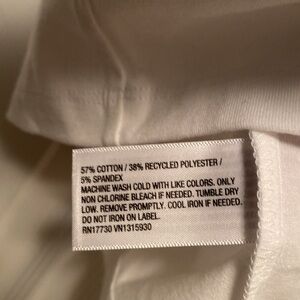 57% COTTON / 38% RECYCLED POLYESTER /
5% SPANDEX
MACHINE WASH COLD WITH LIKE COLORS. ONLY
NON CHLORINE BLEACH IF NEEDED. TUMBLE DRY
LOW. REMOVE PROMPTLY. COOL IRON IF NEEDED.
DO NOT IRON ON LABEL.
RN17730 VN1315930